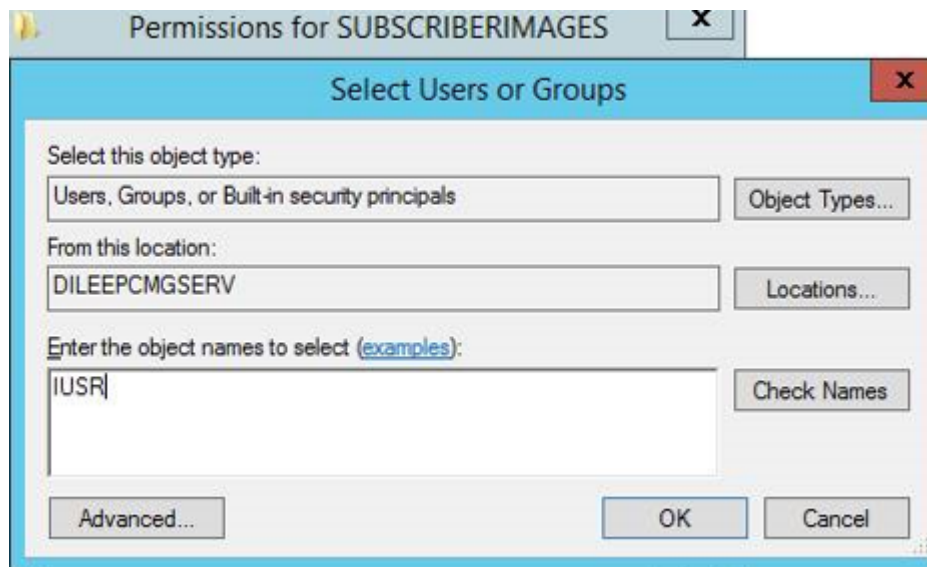 Permissions for SUBSCRIBERIMAGES
X
Select Users or Groups
x
Select this object type:
Users, Groups, or Built-in security principals
Object Types...
From this location:
DILEEPCMGSERV
Locations...
Enter the object names to select (examples):
IUSR
Check Names
Advanced...
OK
Cancel